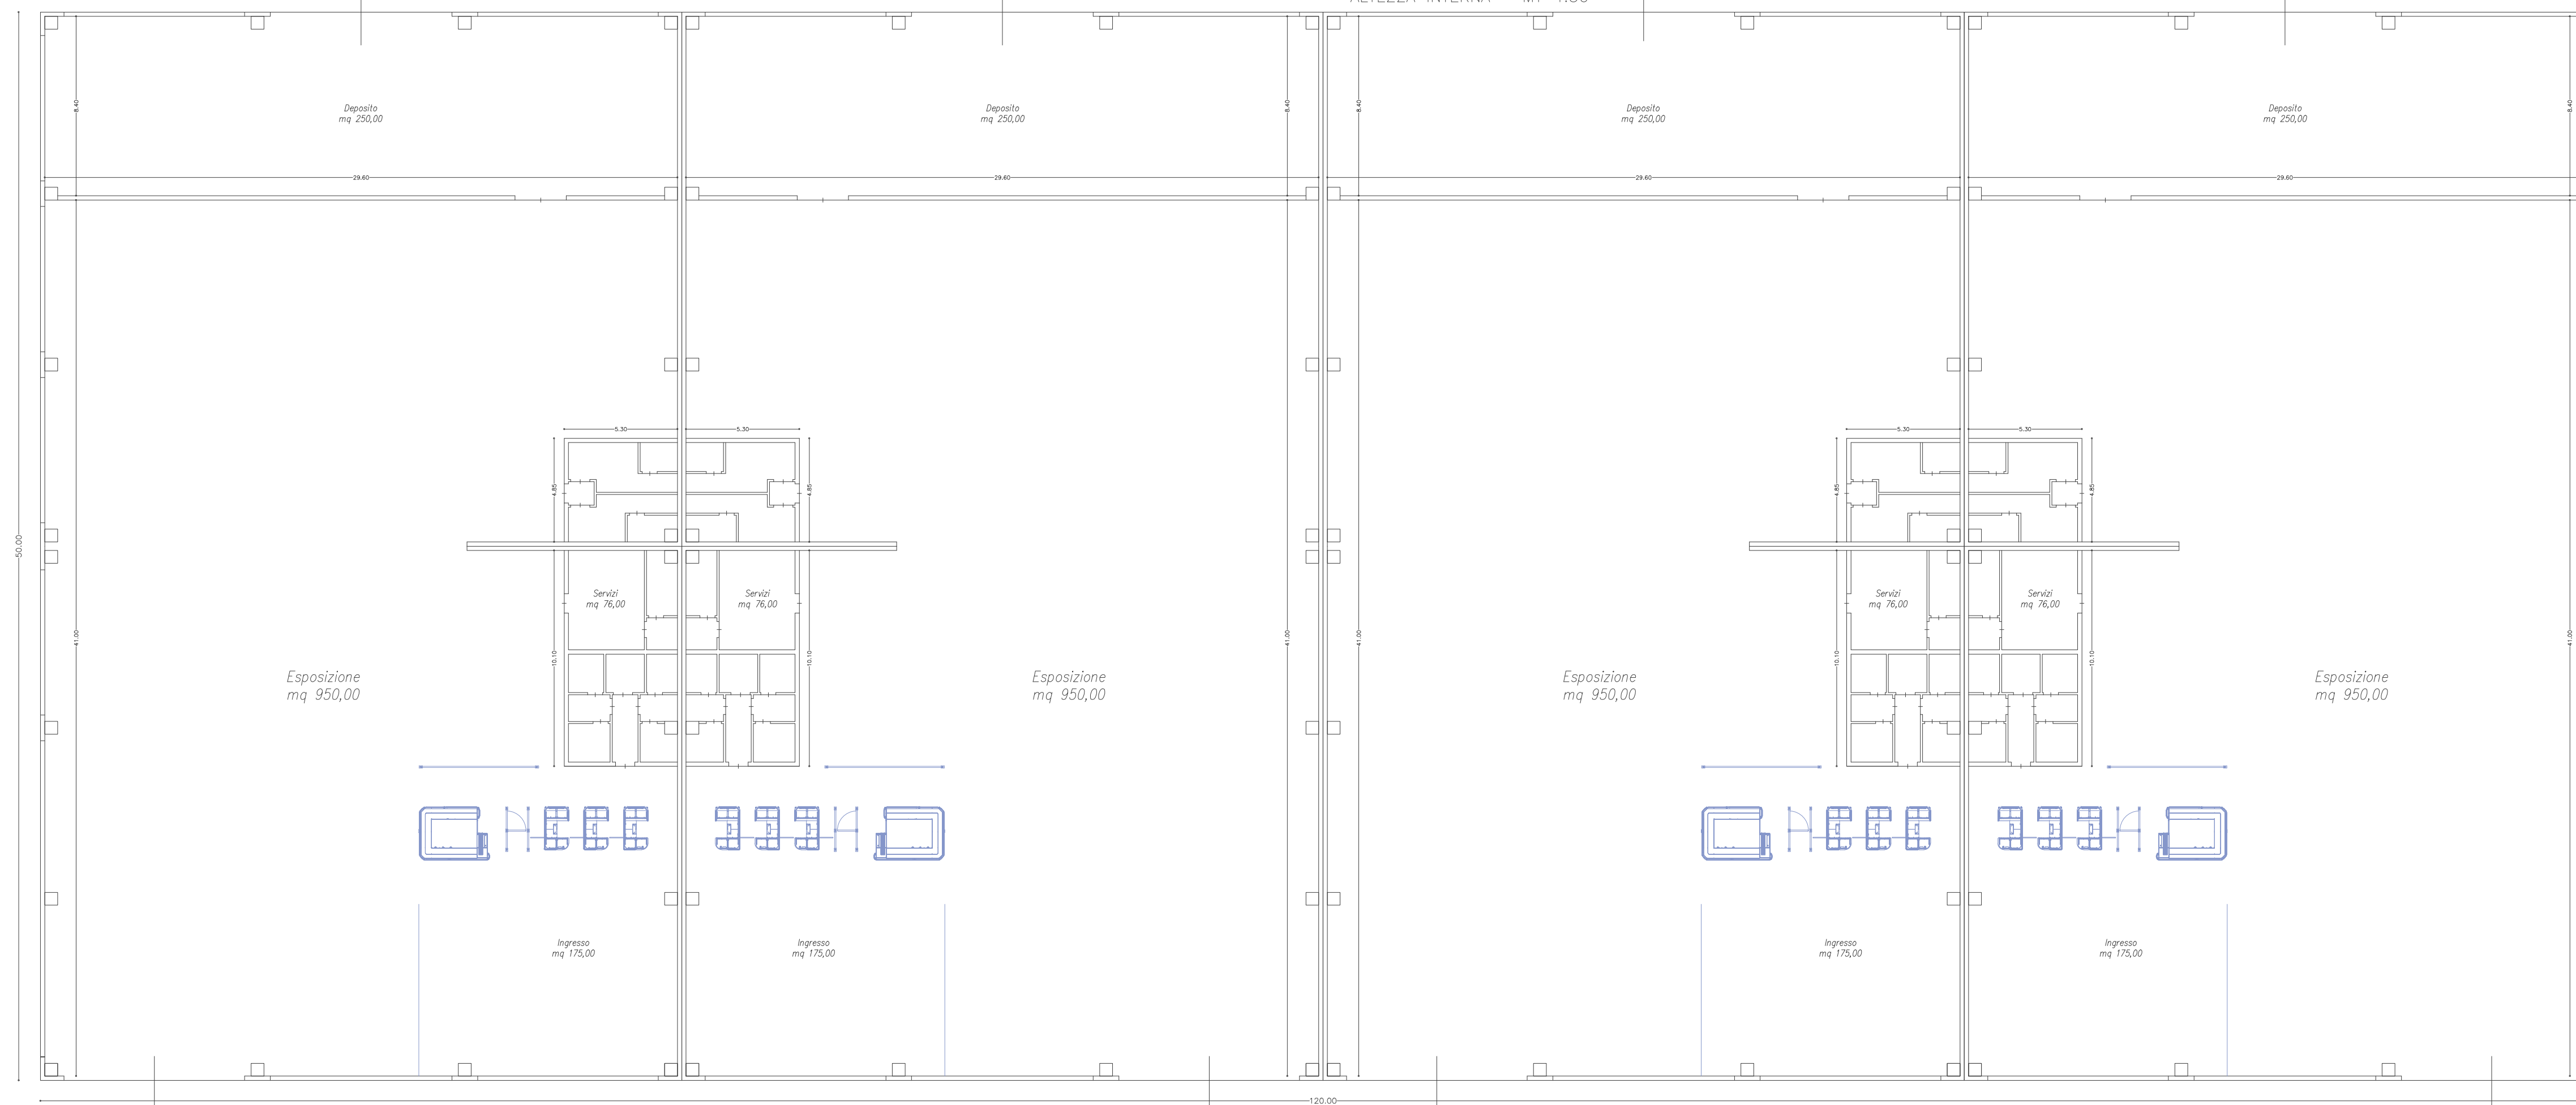 ALTEZZA INTERNA
Deposito
mq 250,00
Deposito
mq 250,00
Deposito
mq 250,00
Deposito
mq 250,00
8.40
8.40
8.40
8.40
29.60
29.60
29.60
29.60
5.30
5.30
5.30
5.30
4.85
4.85
4.85
4.85
50.00
Servizi
mq 76,00
Servizi
mq 76,00
Servizi
mq 76,00
Servizi
mq 76,00
41.00
41.00
41.00
41.00
10.10
10.10
10.10
10.10
Esposizione
mq 950,00
Esposizione
mq 950,00
Esposizione
mq 950,00
Esposizione
mq 950,00
Ingresso
mq 175,00
Ingresso
mq 175,00
Ingresso
mq 175,00
Ingresso
mq 175,00
120.00